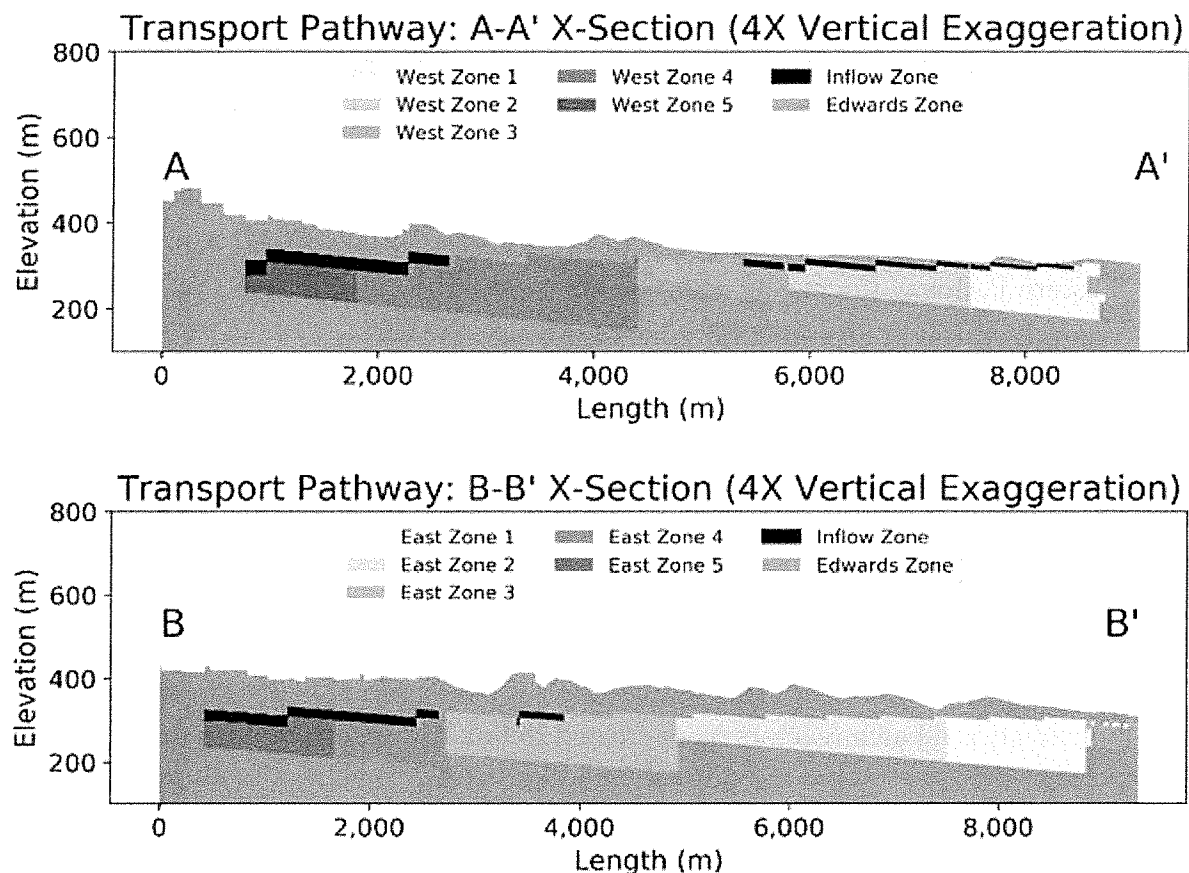 Transport Pathway: A-A' X-Section (4X Vertical Exaggeration)
800
West Zone 1 West Zone 4 Inflow Zone
West Zone 2 West Zone 5 Edwards Zone
West Zone 3
600
A A'
400
200
Elevation (m)
0 2,000 4,000 6,000 8,000
Length (m)
Transport Pathway: B-B' X-Section (4X Vertical Exaggeration)
800
East Zone 1 East Zone 4 Inflow Zone
East Zone 2 East Zone 5 Edwards Zone
East Zone 3
600
B B'
400
200
Elevation (m)
0 2,000 4,000 6,000 8,000
Length (m)